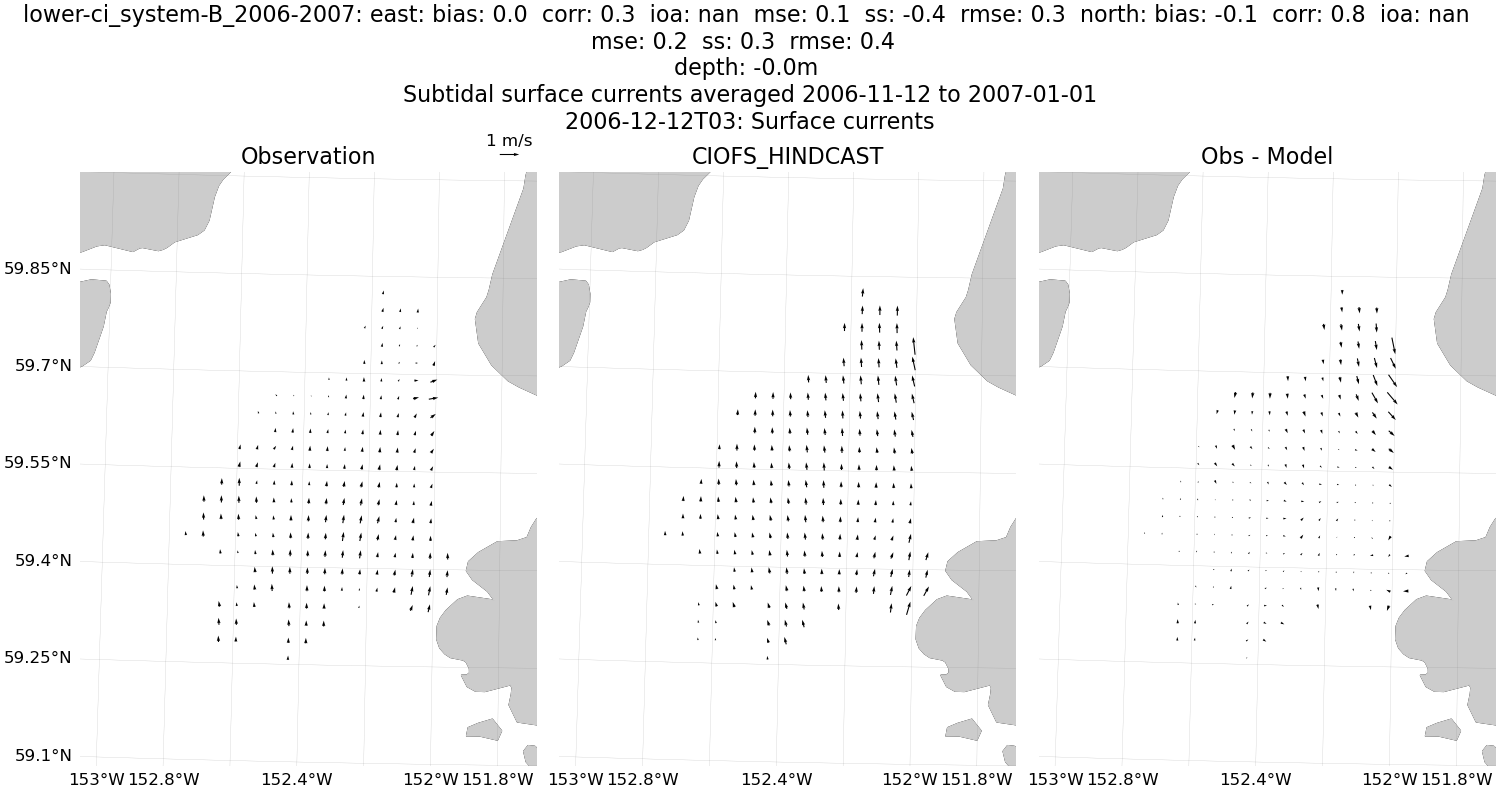 lower-ci_system-B_2006-2007: east: bias: 0.0  corr: 0.3  ioa: nan  mse: 0.1  ss: -0.4  rmse: 0.3  north: bias: -0.1  corr: 0.8  ioa: nan
mse: 0.2  ss: 0.3  rmse: 0.4
depth: -0.0m
Subtidal surface currents averaged 2006-11-12 to 2007-01-01
2006-12-12T03: Surface currents
1 m/s
Observation
CIOFS_HINDCAST
Obs - Model
59.85°N
59.7°N
59.55°N
59.4°N
59.25°N
59.1°N
153°W 152.8°W 152.4°W 152°W 151.8°W
153°W 152.8°W 152.4°W 152°W 151.8°W
153°W 152.8°W 152.4°W 152°W 151.8°W